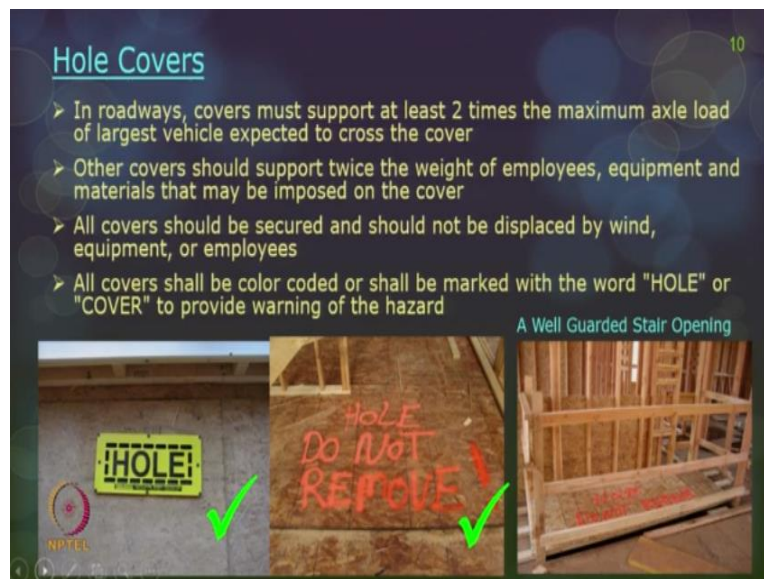 10
Hole Covers
➢ In roadways, covers must support at least 2 times the maximum axle load
of largest vehicle expected to cross the cover
➢ Other covers should support twice the weight of employees, equipment and
materials that may be imposed on the cover
➢ All covers should be secured and should not be displaced by wind,
equipment, or employees
➢ All covers shall be color coded or shall be marked with the word "HOLE" or
"COVER" to provide warning of the hazard
A Well Guarded Stair Opening
HOLE
HOLE
DO NOT
REMOVE!
NPTEL